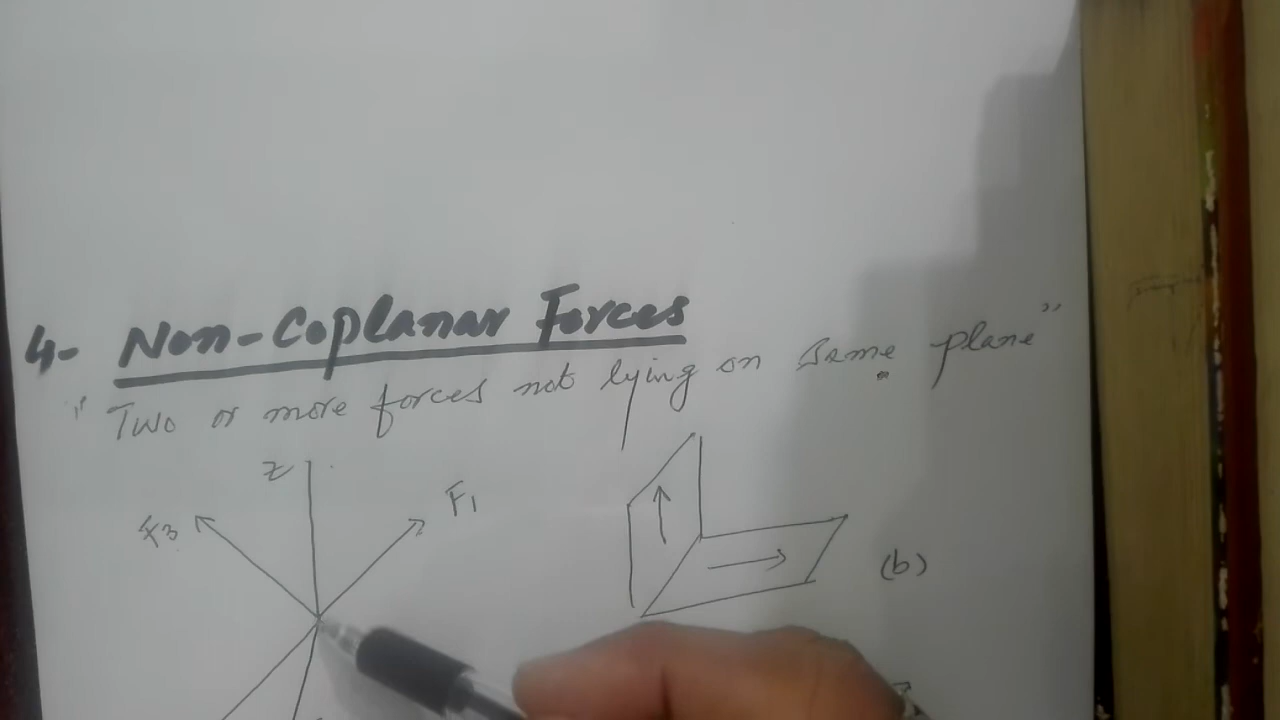 4- Non-Coplanar Forces
"Two or more forces not lying on same plane"
Z
F1
F3
(b)